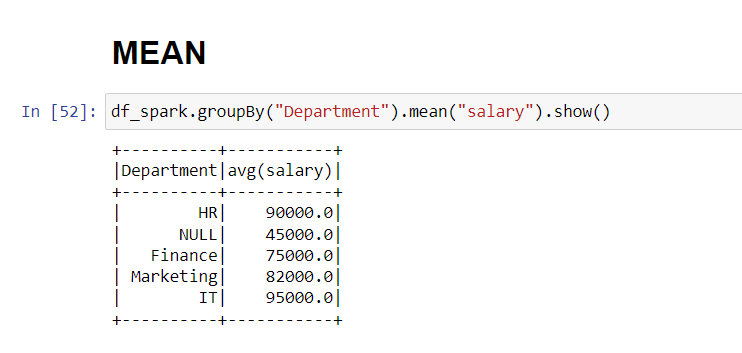 MEAN
In [52]: df_spark.groupBy("Department").mean("salary").show()
+----------+-----------+
|Department|avg(salary)|
+----------+-----------+
|        HR|    90000.0|
|      NULL|    45000.0|
|   Finance|    75000.0|
| Marketing|    82000.0|
|        IT|    95000.0|
+----------+-----------+